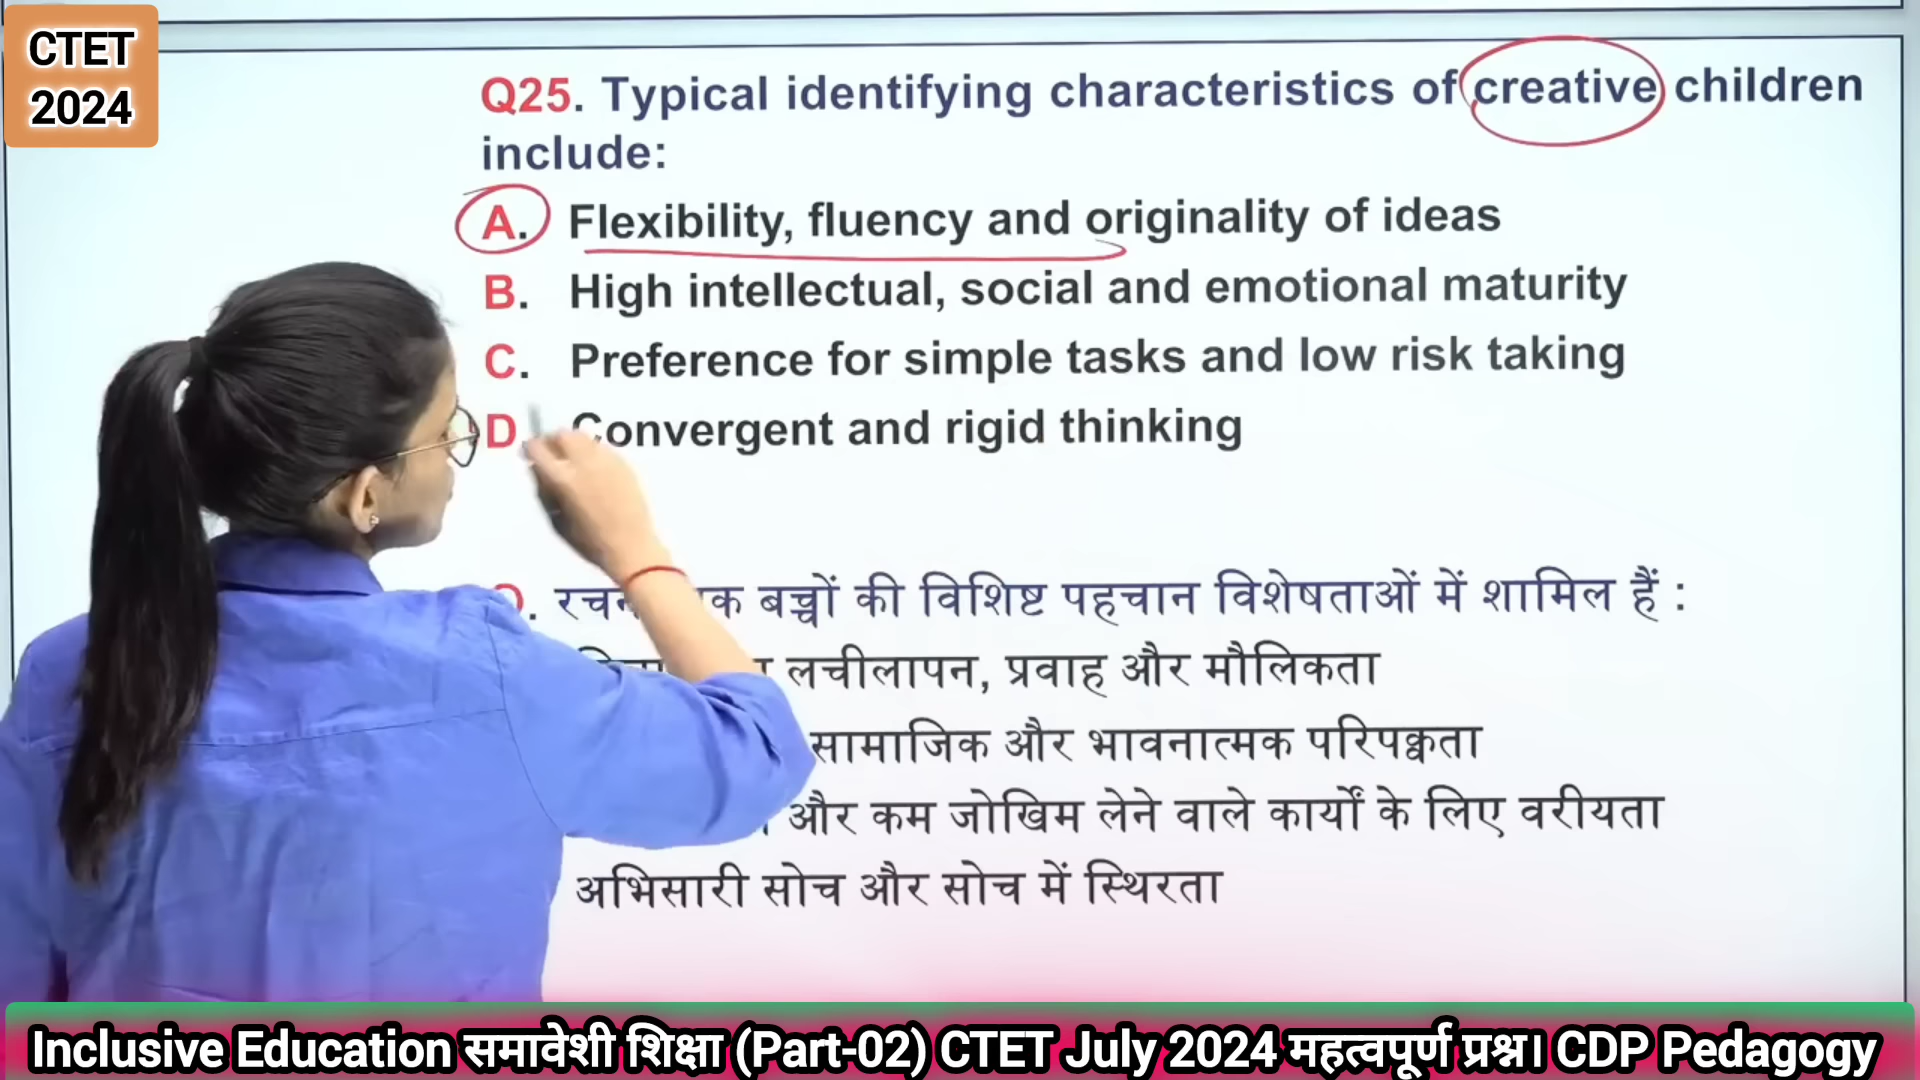 CTET
2024
Q25. Typical identifying characteristics of creative children
include:
A. Flexibility, fluency and originality of ideas
B. High intellectual, social and emotional maturity
C. Preference for simple tasks and low risk taking
D. Convergent and rigid thinking
बच्चों की विशिष्ट पहचान विशेषताओं में शामिल हैं :
लचीलापन, प्रवाह और मौलिकता
सामाजिक और भावनात्मक परिपक्वता
और कम जोखिम लेने वाले कार्यों के लिए वरीयता
अभिसारी सोच और सोच में स्थिरता
Inclusive Education समावेशी शिक्षा (Part-02) CTET July 2024 महत्वपूर्ण प्रश्न। CDP Pedagogy